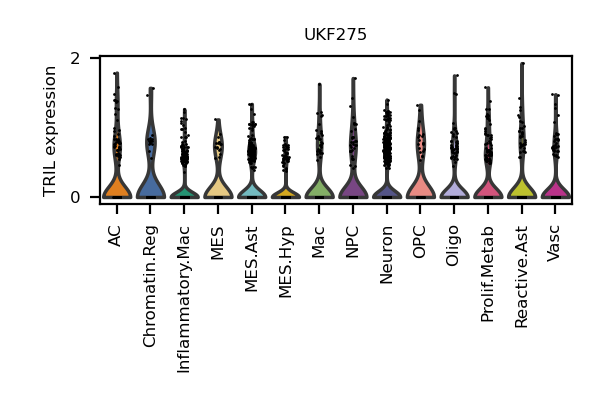 UKF275
TRIL expression
2
0
AC
Chromatin.Reg
Inflammatory.Mac
MES
MES.Ast
MES.Hyp
Mac
NPC
Neuron
OPC
Oligo
Prolif.Metab
Reactive.Ast
Vasc